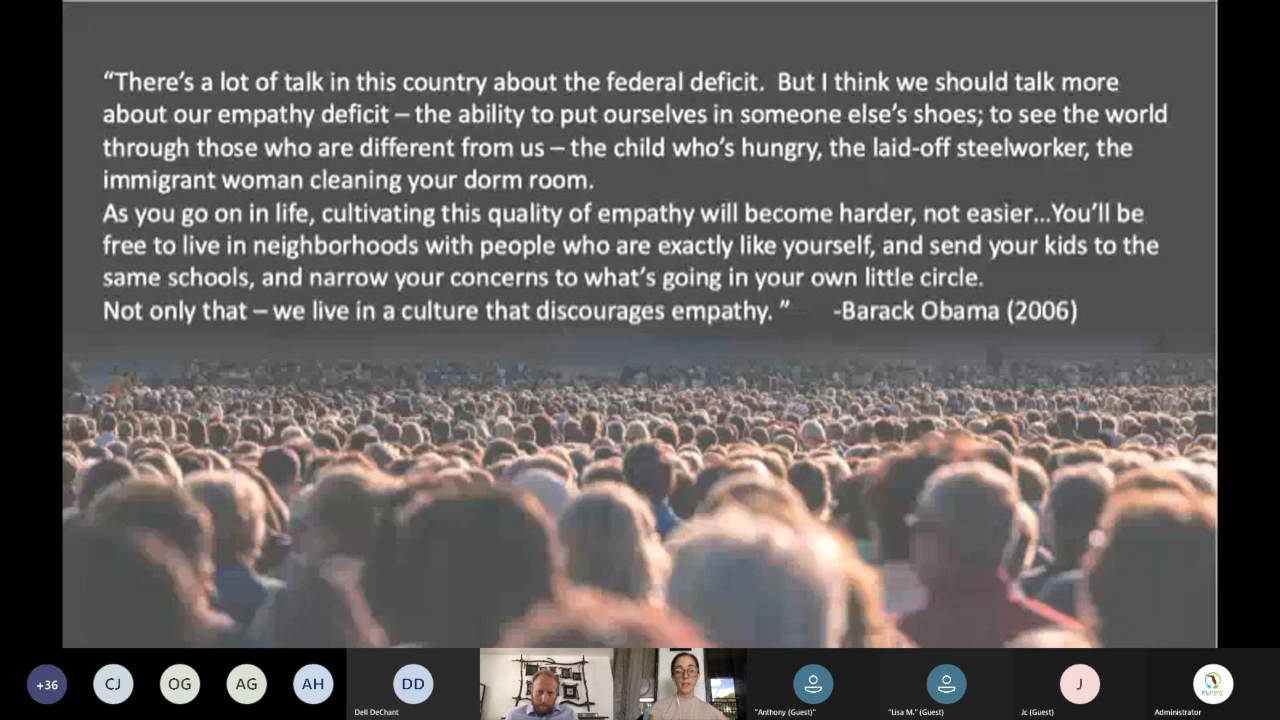 “There’s a lot of talk in this country about the federal deficit.  But I think we should talk more
about our empathy deficit – the ability to put ourselves in someone else’s shoes; to see the world
through those who are different from us – the child who’s hungry, the laid-off steelworker, the
immigrant woman cleaning your dorm room.
As you go on in life, cultivating this quality of empathy will become harder, not easier...You’ll be
free to live in neighborhoods with people who are exactly like yourself, and send your kids to the
same schools, and narrow your concerns to what’s going in your own little circle.
Not only that – we live in a culture that discourages empathy. ”      -Barack Obama (2006)
+36 CJ OG AG AH DD J
Dell DeChant "Anthony (Guest)" "Lisa M." (Guest) Jc (Guest) Administrator